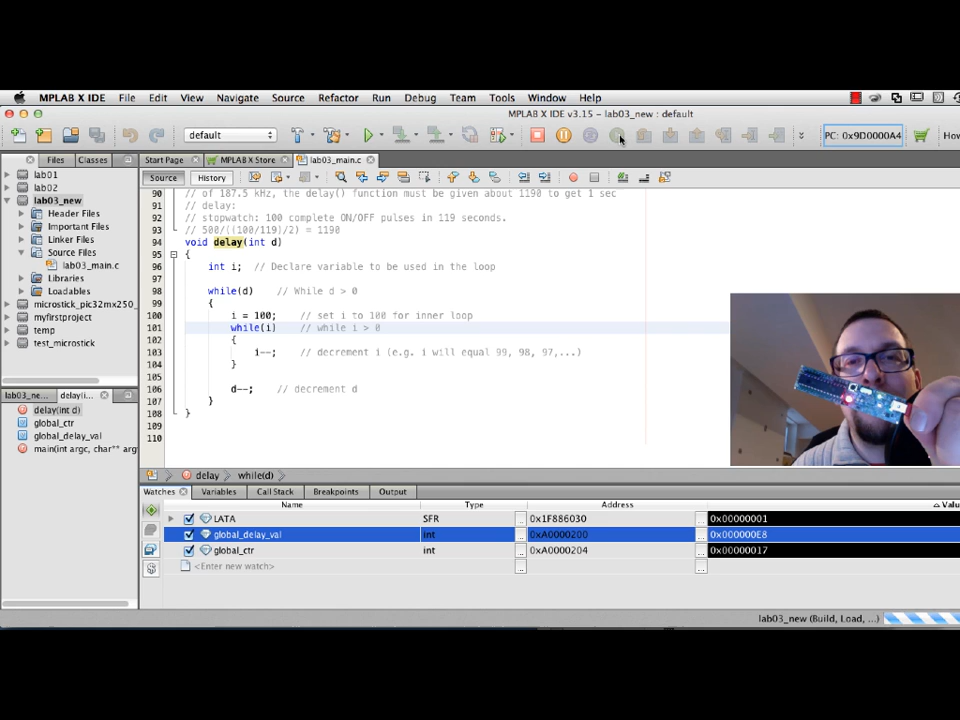 MPLAB X IDE File Edit View Navigate Source Refactor Run Debug Team Tools Window Help
MPLAB X IDE v3.15 - lab03_new : default
default
PC: 0x9D0000A4
How
Files Classes
Start Page MPLAB X Store lab03_main.c
Source History
lab01
lab02
lab03_new
Header Files
Important Files
Linker Files
Source Files
lab03_main.c
Libraries
Loadables
microstick_pic32mx250_
myfirstproject
temp
test_microstick
90 // of 187.5 kHz, the delay() function must be given about 1190 to get 1 sec
91 // delay:
92 // stopwatch: 100 complete ON/OFF pulses in 119 seconds.
93 // 500/((100/119)/2) = 1190
94 void delay(int d)
95 {
96 int i; // Declare variable to be used in the loop
97
98 while(d) // While d > 0
99 {
100 i = 100; // set i to 100 for inner loop
101 while(i) // while i > 0
102 {
103 i--; // decrement i (e.g. i will equal 99, 98, 97,...)
104 }
105
106 d--; // decrement d
107 }
108 }
109
110
lab03_ne... delay(i...
delay(int d)
global_ctr
global_delay_val
main(int argc, char** arg
delay while(d)
Watches Variables Call Stack Breakpoints Output
Name Type Address Valu
LATA SFR 0x1F886030 0x00000001
global_delay_val int 0xA0000200 0x000000E8
global_ctr int 0xA0000204 0x00000017
<Enter new watch>
lab03_new (Build, Load, ...)